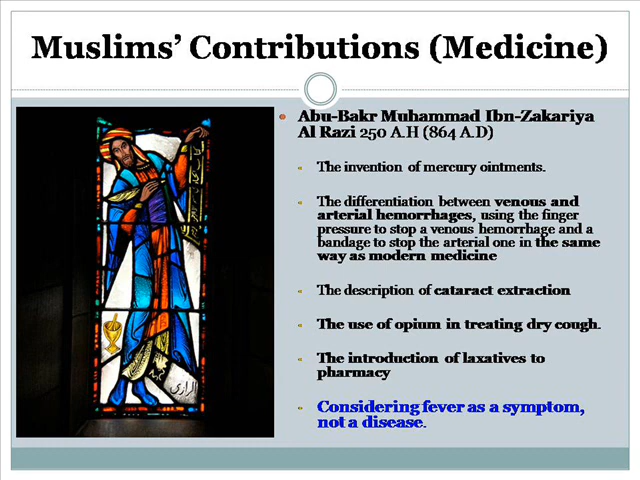 Muslims’ Contributions (Medicine)
Abu-Bakr Muhammad Ibn-Zakariya
Al Razi 250 A.H (864 A.D)
The invention of mercury ointments.
The differentiation between venous and
arterial hemorrhages, using the finger
pressure to stop a venous hemorrhage and a
bandage to stop the arterial one in the same
way as modern medicine
The description of cataract extraction
The use of opium in treating dry cough.
The introduction of laxatives to
pharmacy
Considering fever as a symptom,
not a disease.
الرازي